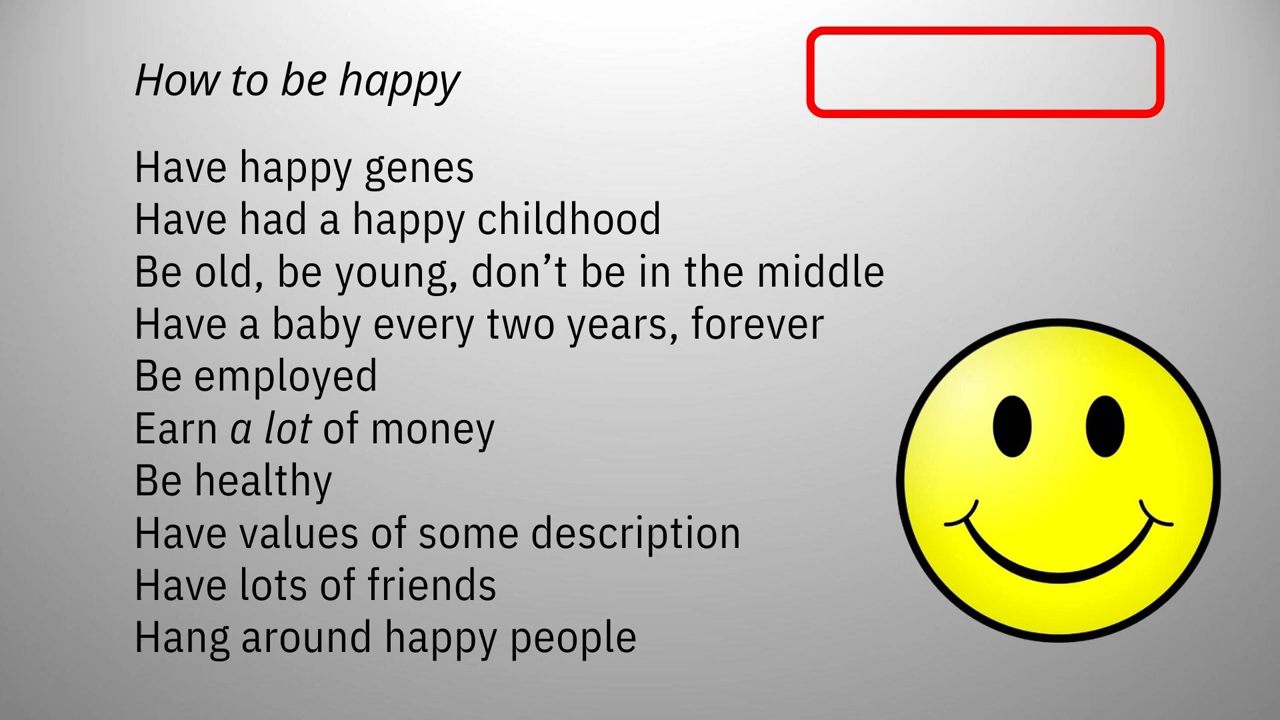 How to be happy
Have happy genes
Have had a happy childhood
Be old, be young, don’t be in the middle
Have a baby every two years, forever
Be employed
Earn a lot of money
Be healthy
Have values of some description
Have lots of friends
Hang around happy people